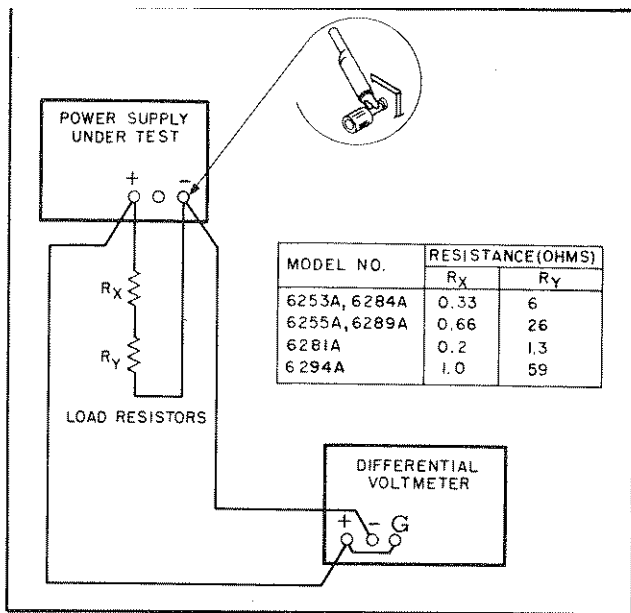 POWER SUPPLY
UNDER TEST
+ -
RX
RY
LOAD RESISTORS
MODEL NO. RESISTANCE(OHMS)
RX RY
6253A, 6284A 0.33 6
6255A, 6289A 0.66 26
6281A 0.2 1.3
6294A 1.0 59
DIFFERENTIAL
VOLTMETER
+ - G